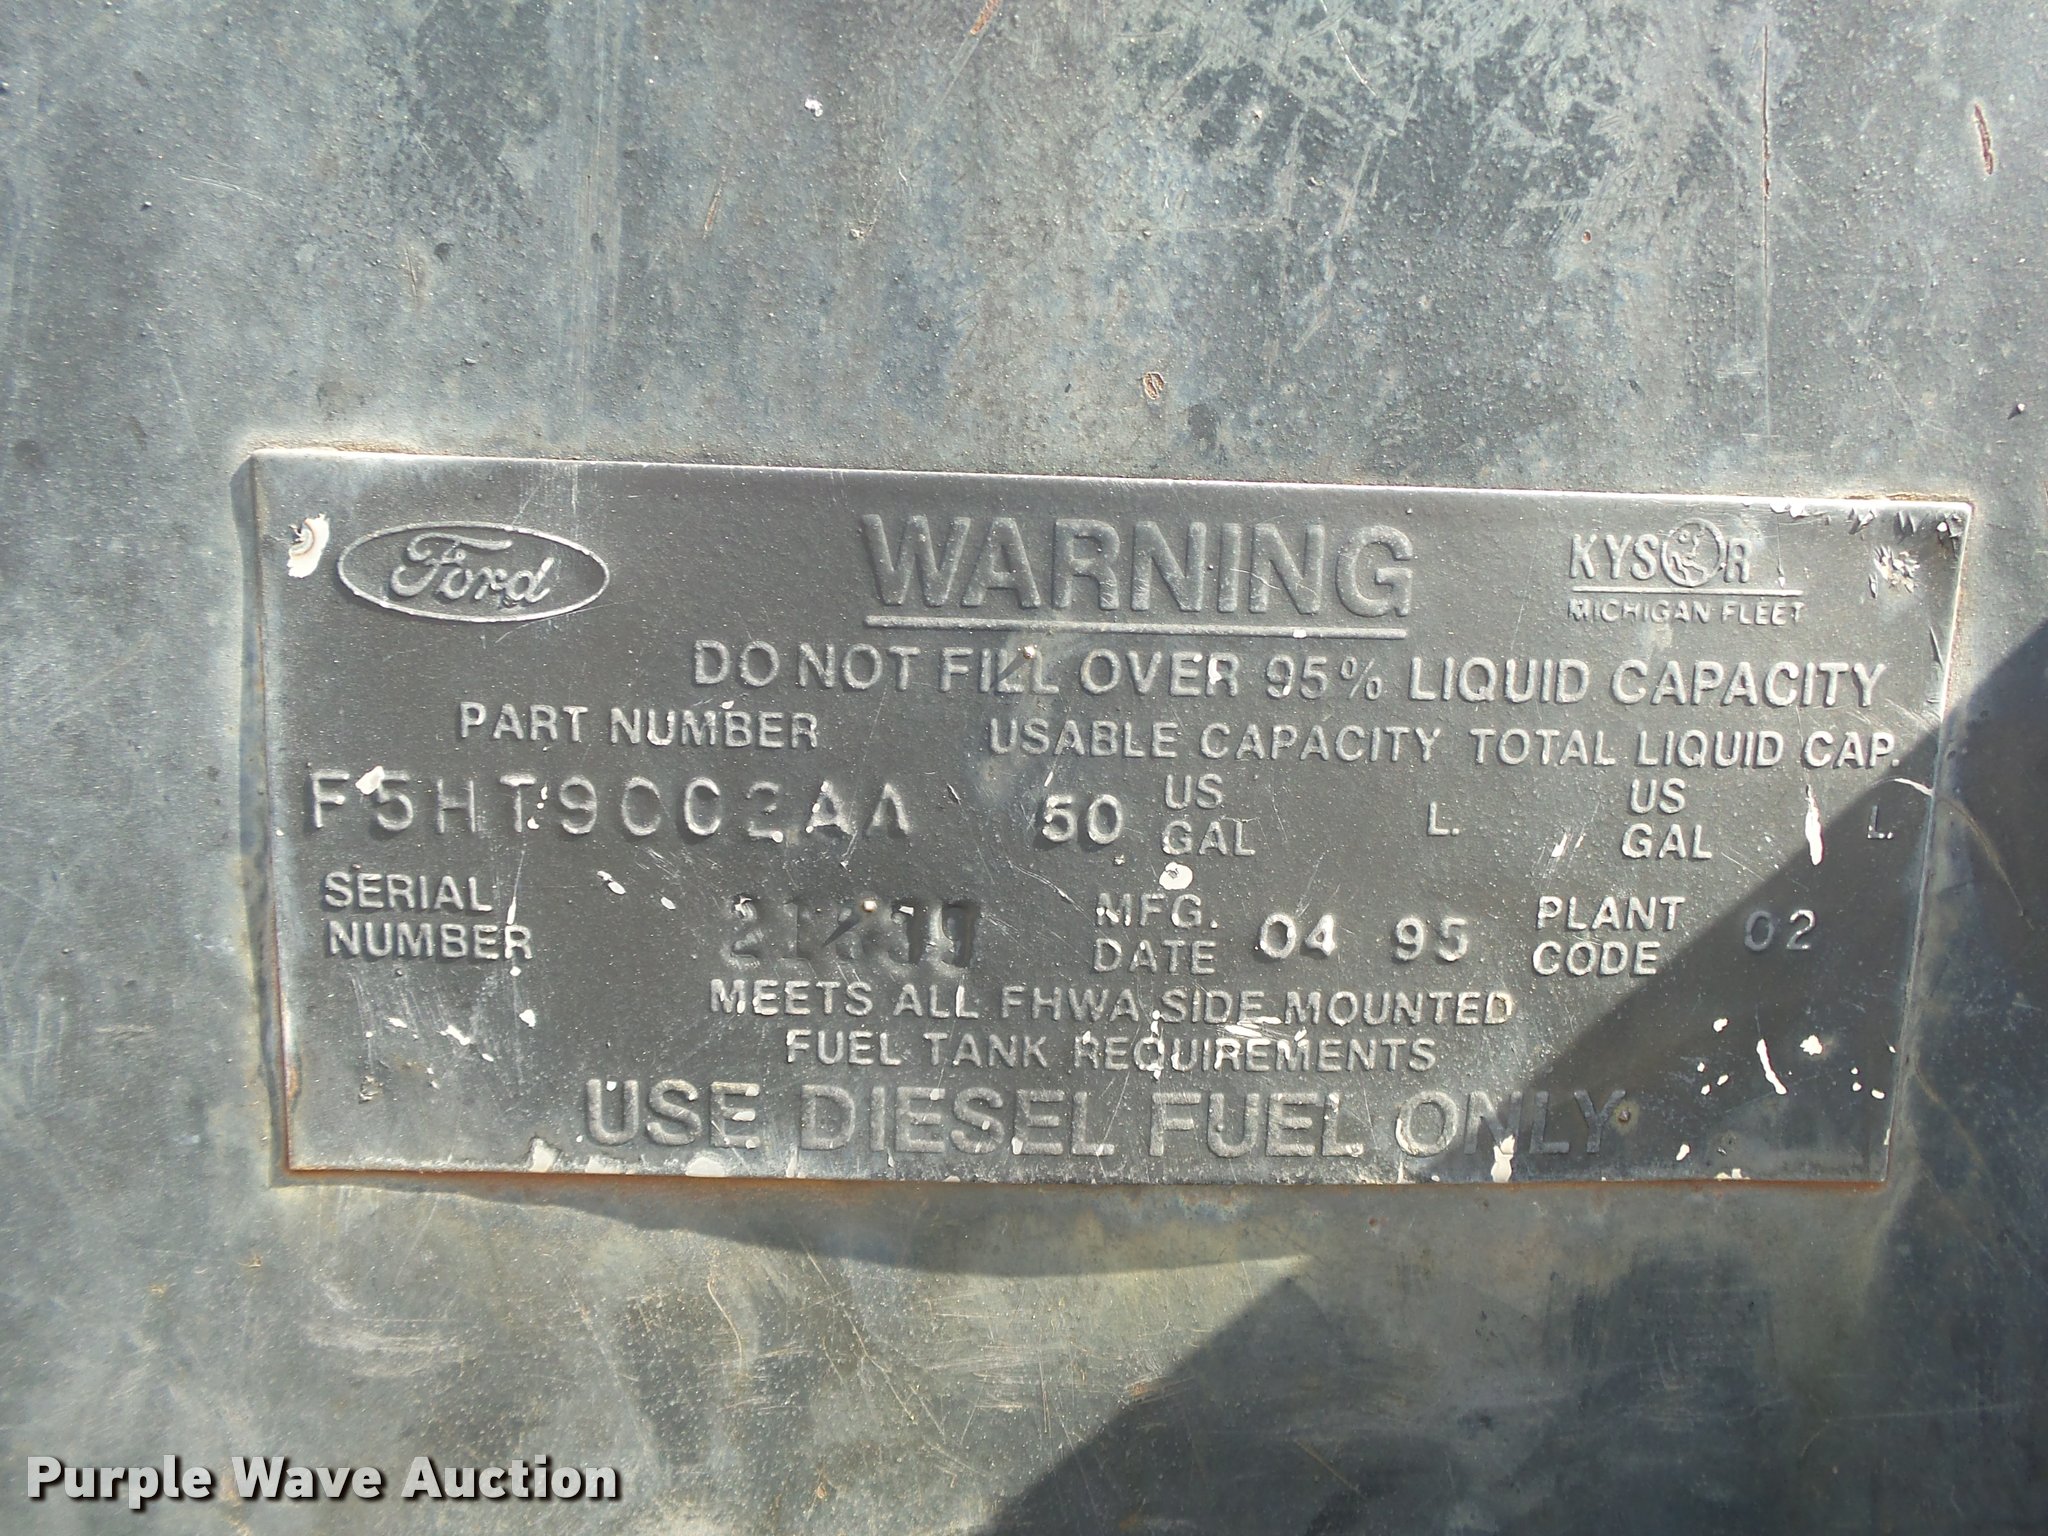 Ford WARNING KYSOR
MICHIGAN FLEET
DO NOT FILL OVER 95% LIQUID CAPACITY
PART NUMBER USABLE CAPACITY TOTAL LIQUID CAP.
F5HT9002AA 50 US GAL L. US GAL L.
SERIAL NUMBER MFG. DATE 04 95 PLANT CODE 02
MEETS ALL FHWA SIDE MOUNTED
FUEL TANK REQUIREMENTS
USE DIESEL FUEL ONLY
Purple Wave Auction